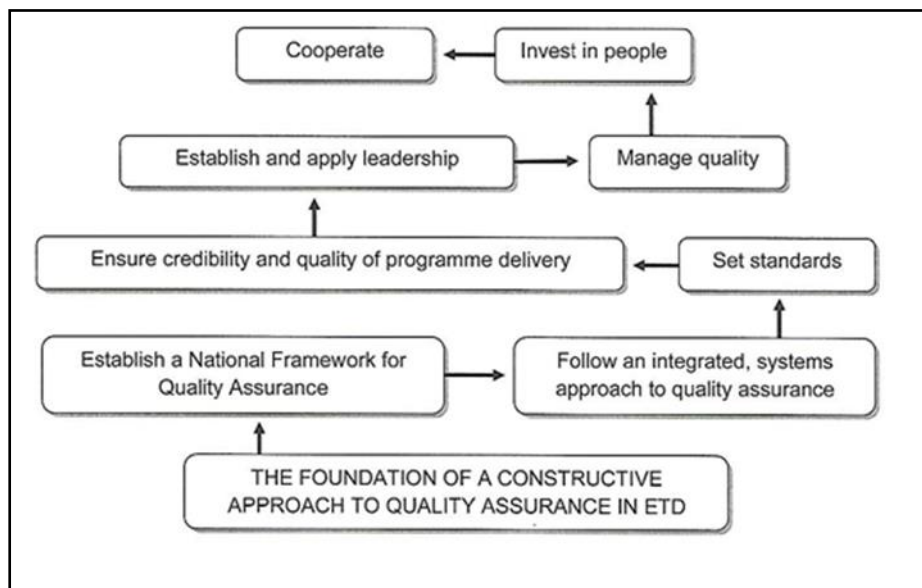 Cooperate
Invest in people
Establish and apply leadership
Manage quality
Ensure credibility and quality of programme delivery
Set standards
Establish a National Framework for
Quality Assurance
Follow an integrated, systems
approach to quality assurance
THE FOUNDATION OF A CONSTRUCTIVE
APPROACH TO QUALITY ASSURANCE IN ETD